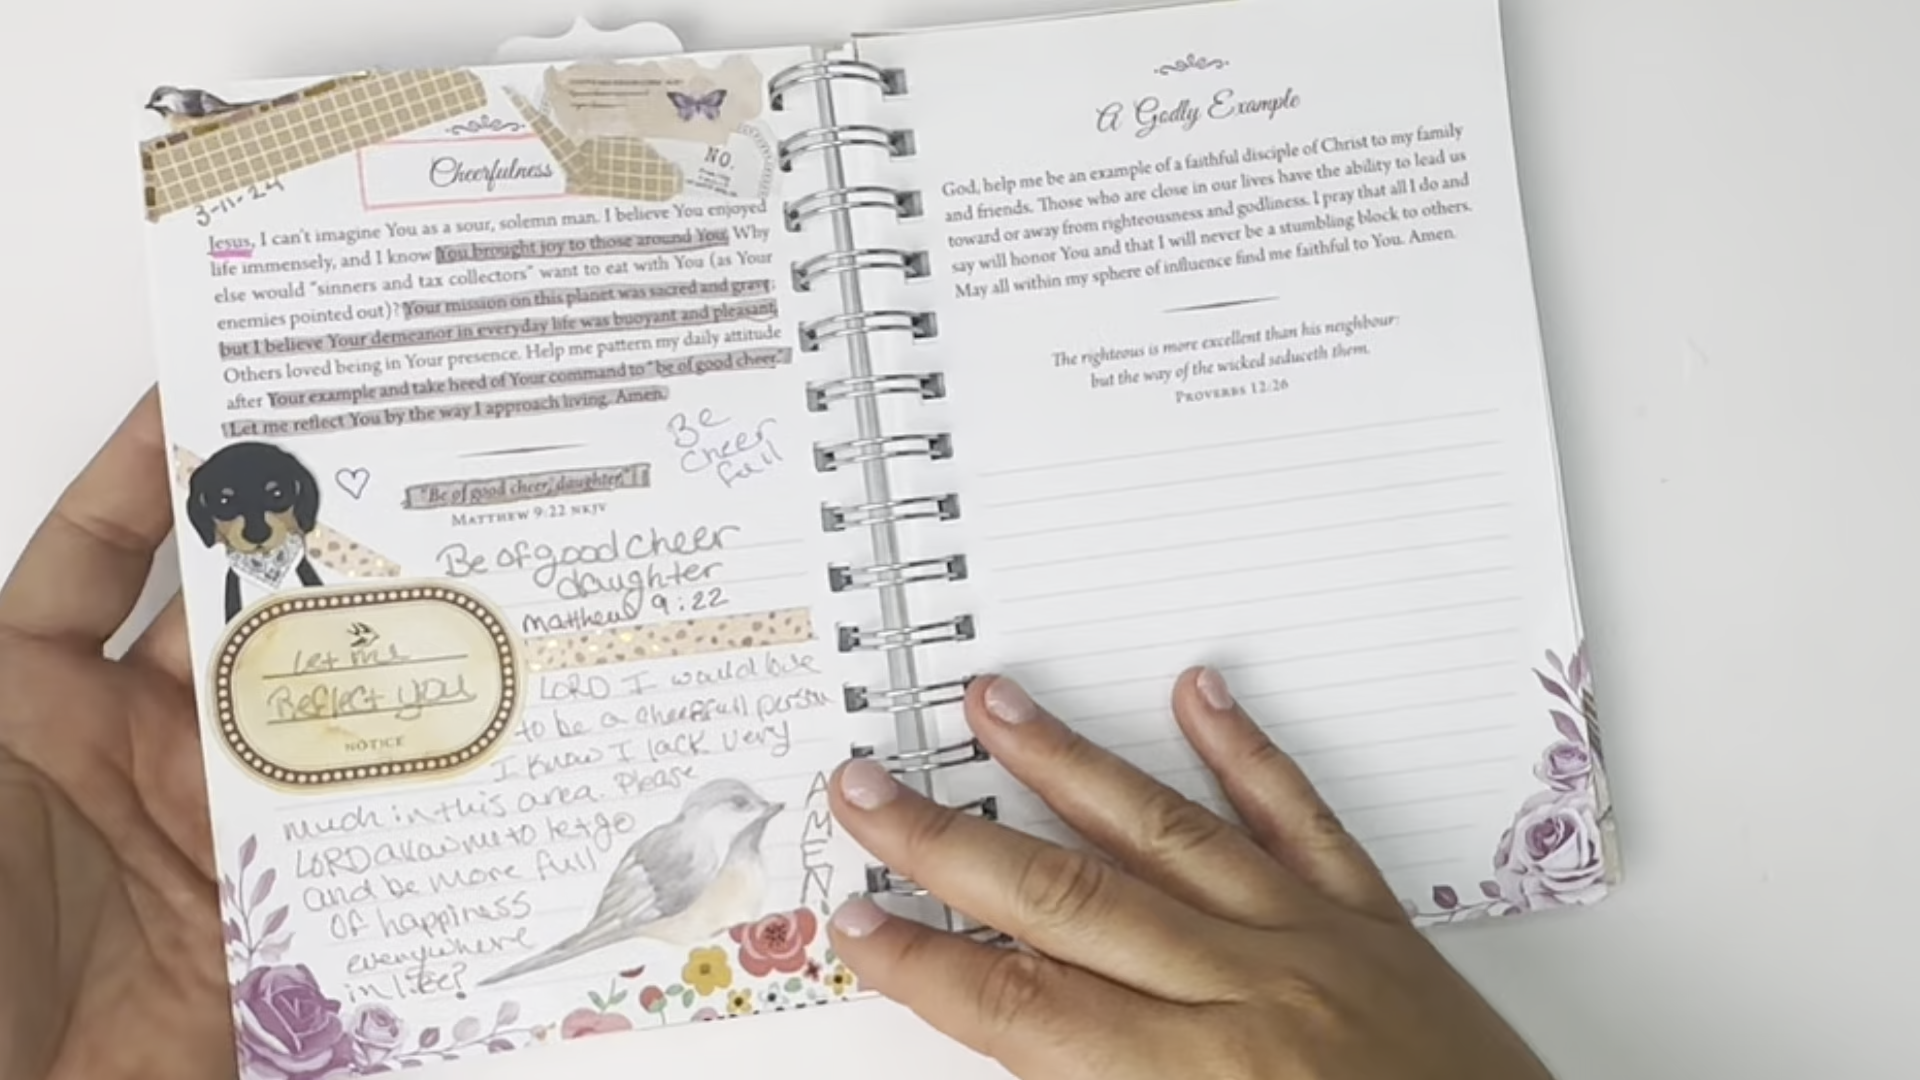 NO.
Cheerfulness
3-11-24
Jesus, I can't imagine You as a sour, solemn man. I believe You enjoyed
life immensely, and I know You brought joy to those around You. Why
else would "sinners and tax collectors" want to eat with You (as Your
enemies pointed out)? Your mission on this planet was sacred and grave;
but I believe Your demeanor in everyday life was buoyant and pleasant.
Others loved being in Your presence. Help me pattern my daily attitude
after Your example and take heed of Your command to "be of good cheer."
Let me reflect You by the way I approach living. Amen.
Be
cheer
full
"Be of good cheer, daughter."
Matthew 9:22 NKJV
Be of good cheer
daughter
Matthew 9:22
Let me
Reflect you
NOTICE
LORD I would love
to be a cheerfull person
I know I lack very
much in this area. Please
LORD allow me to let go
and be more full
of happiness
everywhere
in life?
AMEN
A Godly Example
God, help me be an example of a faithful disciple of Christ to my family
and friends. Those who are close in our lives have the ability to lead us
toward or away from righteousness and godliness. I pray that all I do and
say will honor You and that I will never be a stumbling block to others.
May all within my sphere of influence find me faithful to You. Amen.
The righteous is more excellent than his neighbour:
but the way of the wicked seduceth them.
Proverbs 12:26